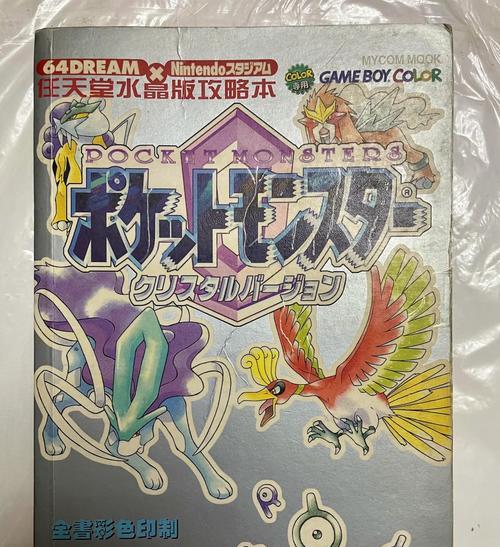 64DREAM × Nintendoスタジアム
任天堂水晶版攻略本
MYCOM MOOK
COLOR専用 GAME BOY COLOR
POCKET MONSTERS
ポケットモンスター®
クリスタルバージョン
全書彩色印制